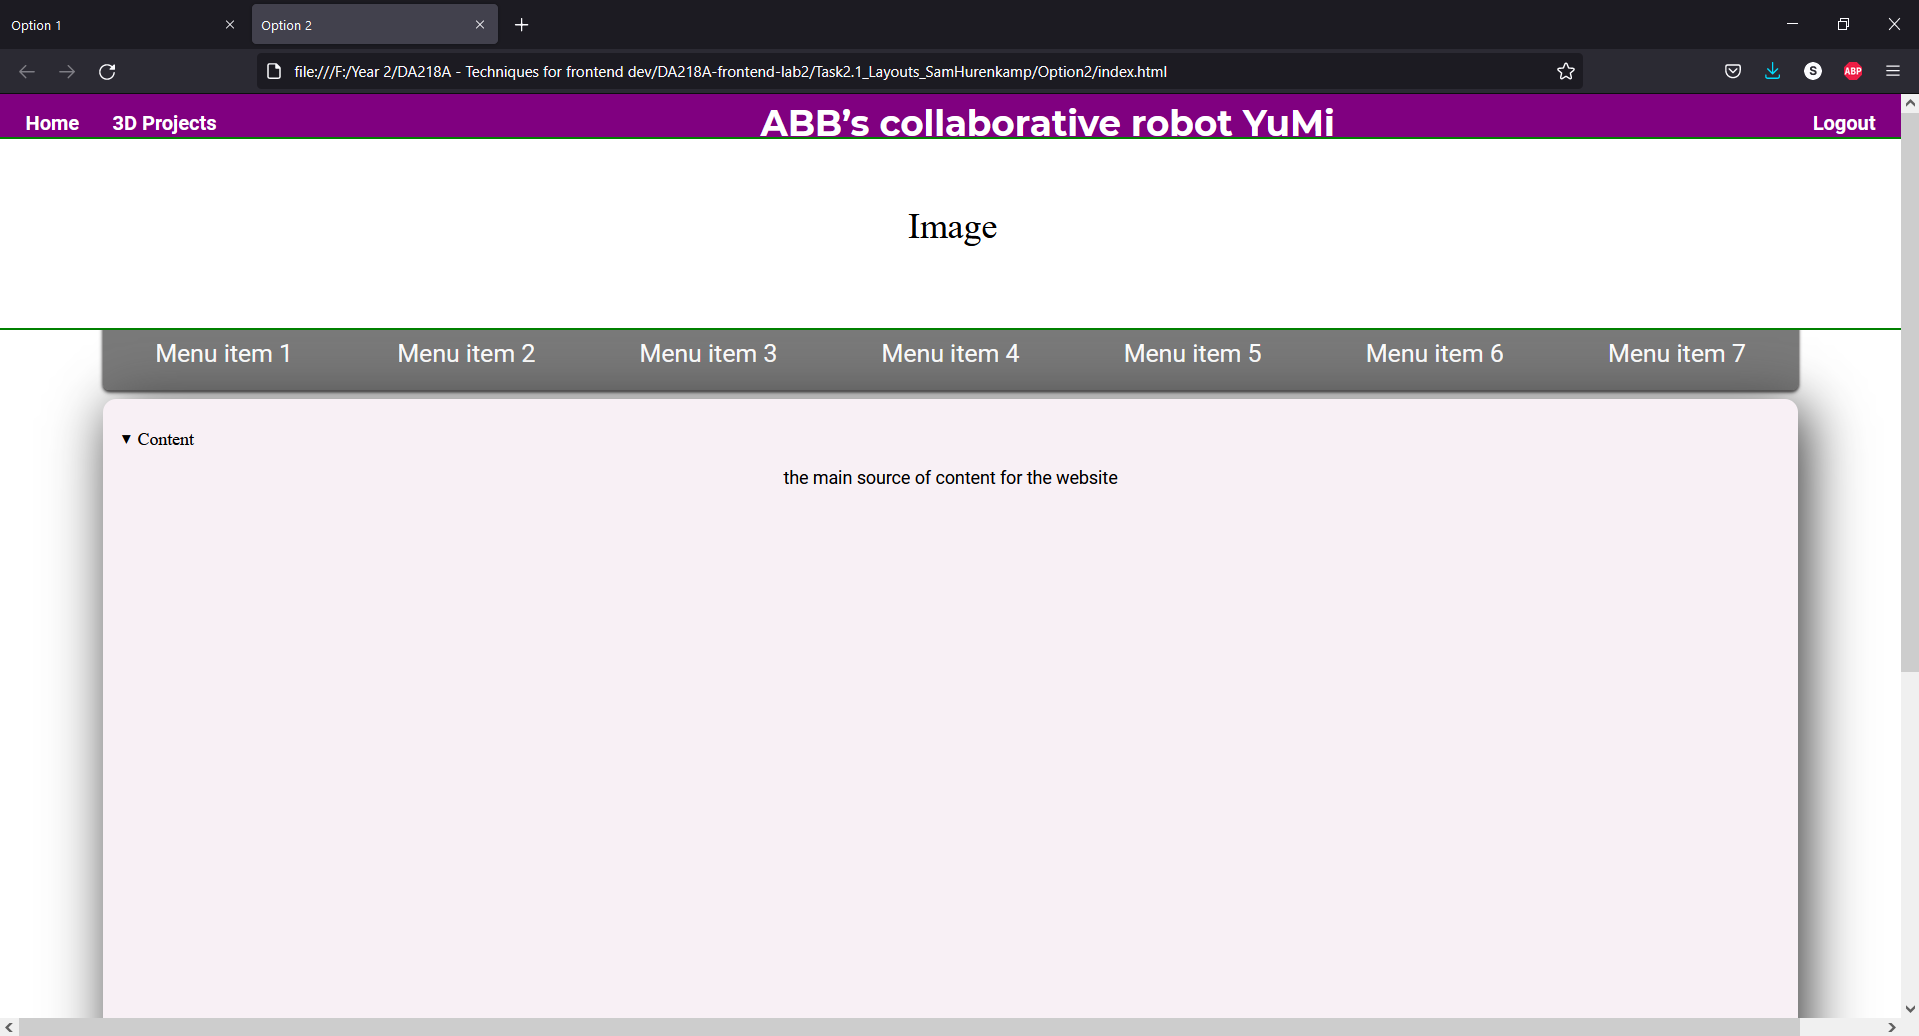 Option 1
Option 2
file:///F:/Year 2/DA218A - Techniques for frontend dev/DA218A-frontend-lab2/Task2.1_Layouts_SamHurenkamp/Option2/index.html
S
ABP
Home 3D Projects ABB’s collaborative robot YuMi Logout
Image
Menu item 1 Menu item 2 Menu item 3 Menu item 4 Menu item 5 Menu item 6 Menu item 7
Content
the main source of content for the website